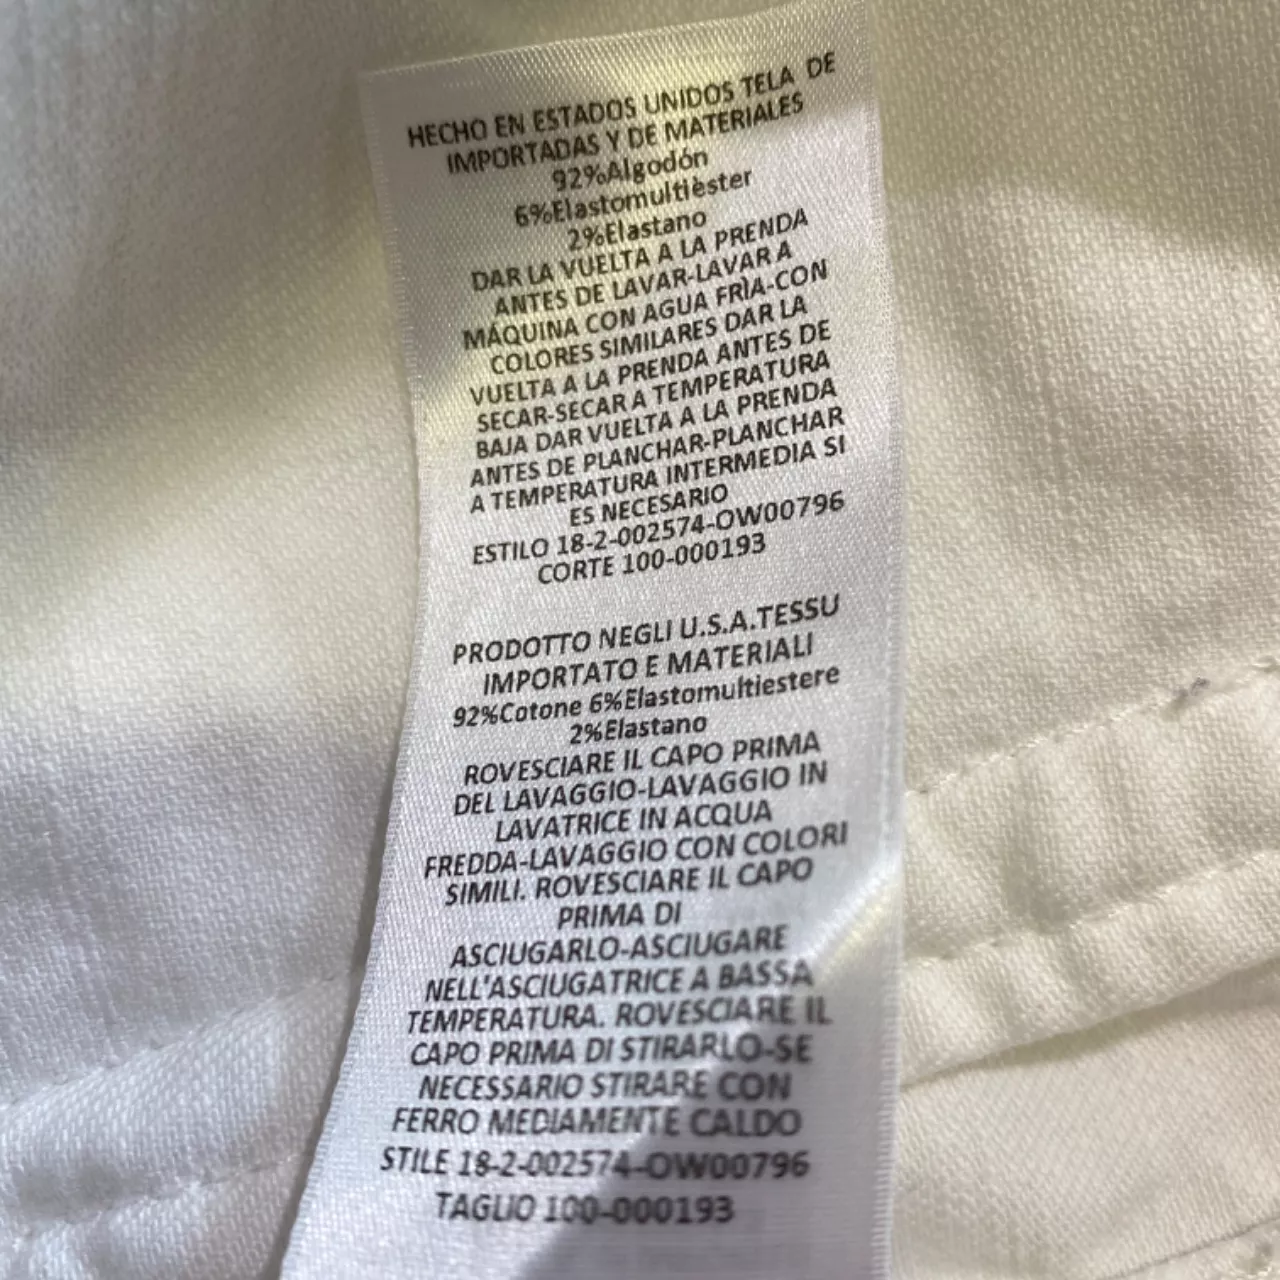 HECHO EN ESTADOS UNIDOS TELA DE
IMPORTADAS Y DE MATERIALES
92%Algodón
6%Elastomultièster
2%Elastano
DAR LA VUELTA A LA PRENDA
ANTES DE LAVAR-LAVAR A
MÁQUINA CON AGUA FRÌA-CON
COLORES SIMILARES DAR LA
VUELTA A LA PRENDA ANTES DE
SECAR-SECAR A TEMPERATURA
BAJA DAR VUELTA A LA PRENDA
ANTES DE PLANCHAR-PLANCHAR
A TEMPERATURA INTERMEDIA SI
ES NECESARIO
ESTILO 18-2-002574-OW00796
CORTE 100-000193
PRODOTTO NEGLI U.S.A.TESSU
IMPORTATO E MATERIALI
92%Cotone 6%Elastomultiestere
2%Elastano
ROVESCIARE IL CAPO PRIMA
DEL LAVAGGIO-LAVAGGIO IN
LAVATRICE IN ACQUA
FREDDA-LAVAGGIO CON COLORI
SIMILI. ROVESCIARE IL CAPO
PRIMA DI
ASCIUGARLO-ASCIUGARE
NELL'ASCIUGATRICE A BASSA
TEMPERATURA. ROVESCIARE IL
CAPO PRIMA DI STIRARLO-SE
NECESSARIO STIRARE CON
FERRO MEDIAMENTE CALDO
STILE 18-2-002574-OW00796
TAGLIO 100-000193